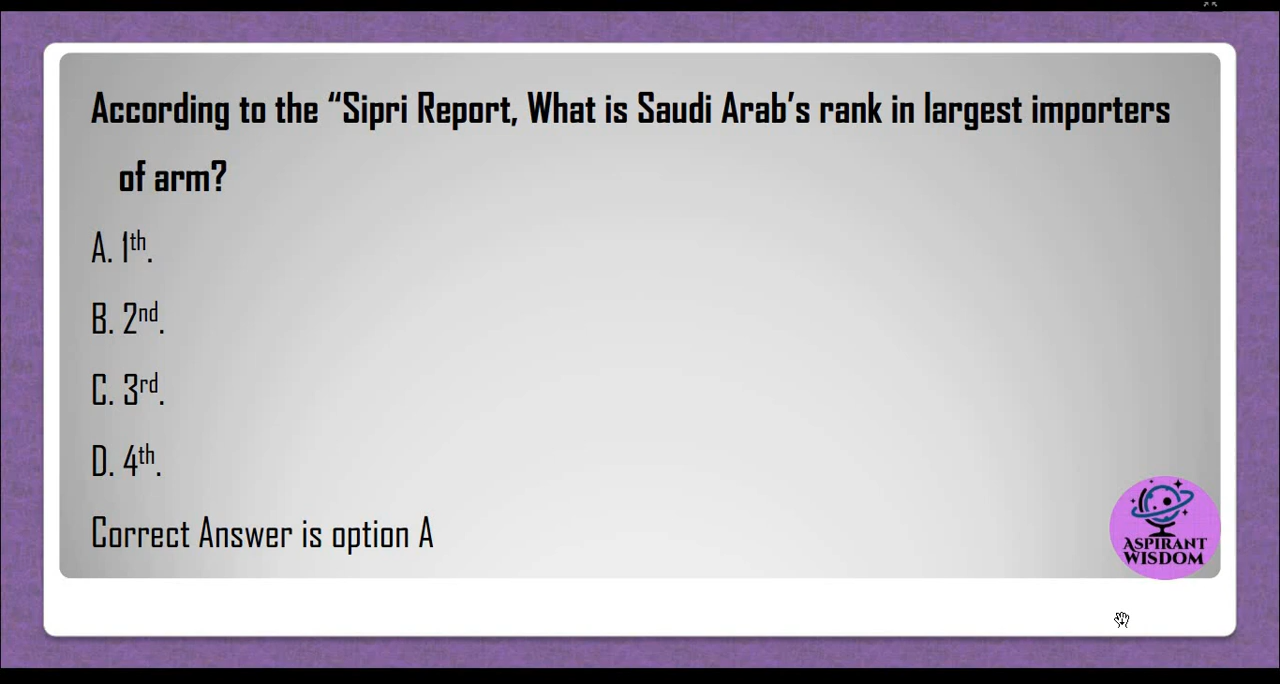 According to the “Sipri Report, What is Saudi Arab’s rank in largest importers
of arm?
A. 1th.
B. 2nd.
C. 3rd.
D. 4th.
Correct Answer is option A
ASPIRANT
WISDOM